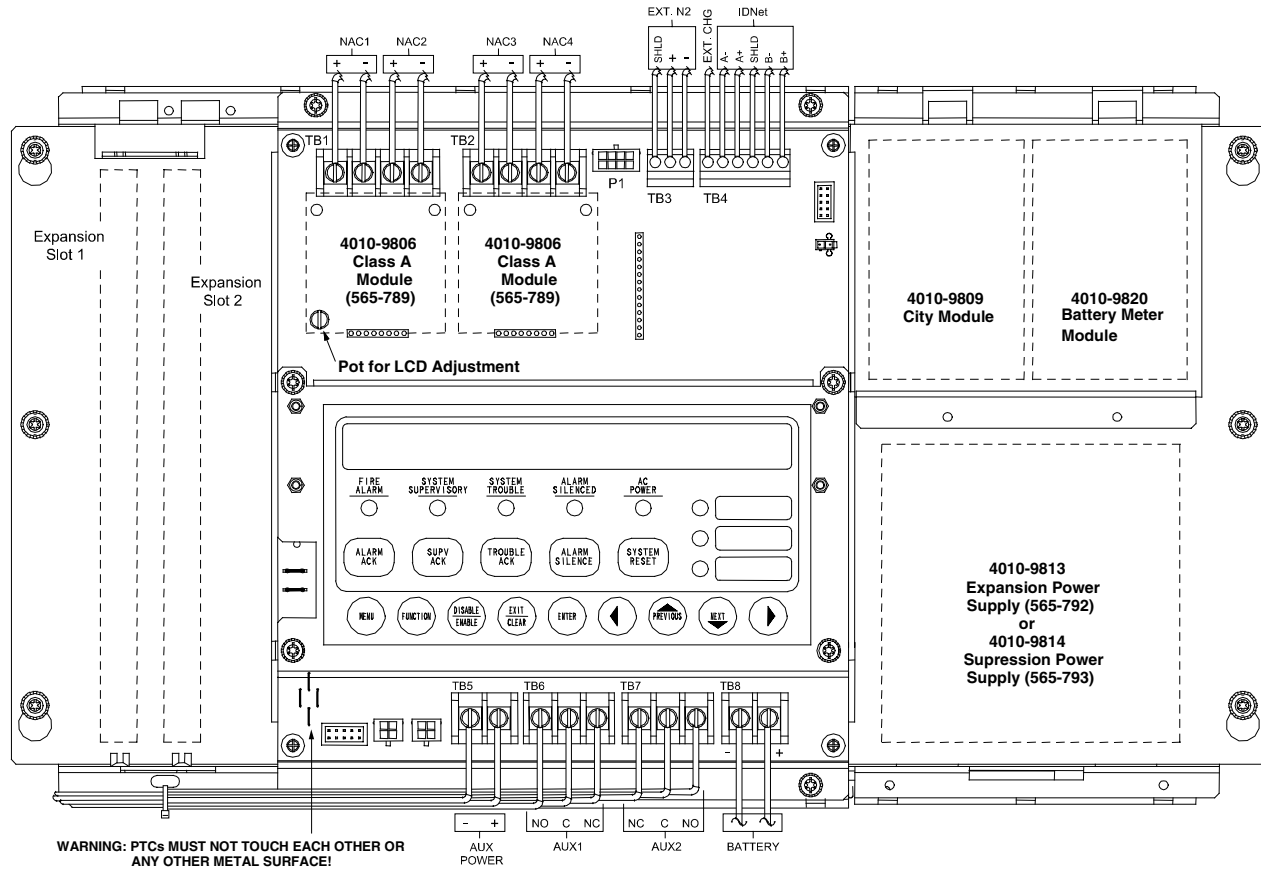 EXT. N2
IDNet
NAC1
NAC2
NAC3
NAC4
+ -
+ -
+ -
+ -
SHLD
+
-
EXT. CHG
A-
A+
SHLD
B-
B+
TB1
TB2
P1
TB3
TB4
Expansion
Slot 1
Expansion
Slot 2
4010-9806
Class A
Module
(565-789)
4010-9806
Class A
Module
(565-789)
Pot for LCD Adjustment
4010-9809
City Module
4010-9820
Battery Meter
Module
FIRE
ALARM
SYSTEM
SUPERVISORY
SYSTEM
TROUBLE
ALARM
SILENCED
AC
POWER
ALARM
ACK
SUPV
ACK
TROUBLE
ACK
ALARM
SILENCE
SYSTEM
RESET
MENU
FUNCTION
DISABLE
ENABLE
EXIT
CLEAR
ENTER
PREVIOUS
NEXT
4010-9813
Expansion Power
Supply (565-792)
or
4010-9814
Supression Power
Supply (565-793)
TB5
TB6
TB7
TB8
- +
- +
NO C NC
NC C NO
AUX
POWER
AUX1
AUX2
BATTERY
WARNING: PTCs MUST NOT TOUCH EACH OTHER OR
ANY OTHER METAL SURFACE!